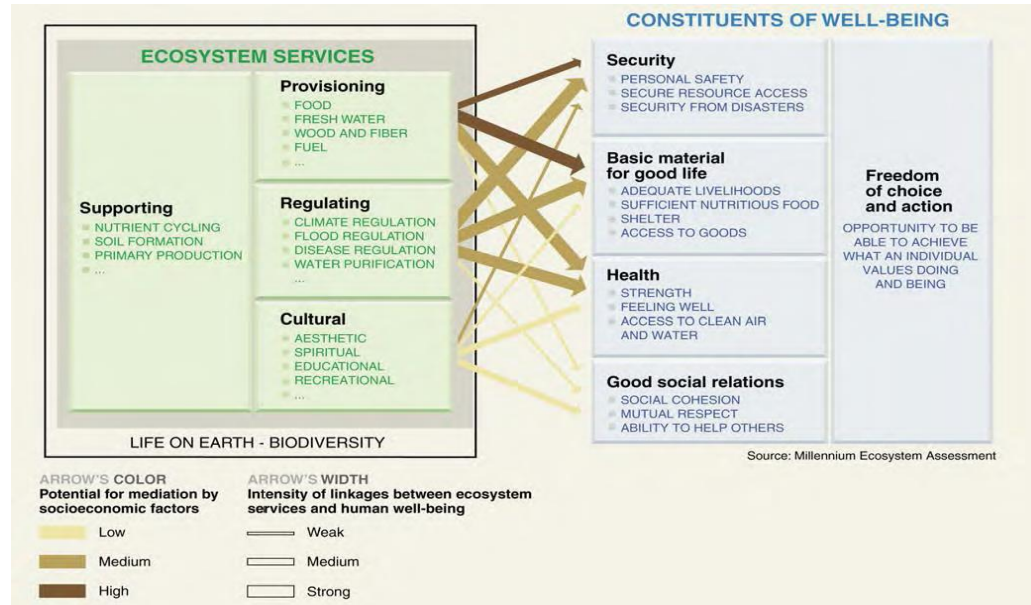 ECOSYSTEM SERVICES
Supporting
NUTRIENT CYCLING
SOIL FORMATION
PRIMARY PRODUCTION
...
Provisioning
FOOD
FRESH WATER
WOOD AND FIBER
FUEL
...
Regulating
CLIMATE REGULATION
FLOOD REGULATION
DISEASE REGULATION
WATER PURIFICATION
...
Cultural
AESTHETIC
SPIRITUAL
EDUCATIONAL
RECREATIONAL
...
LIFE ON EARTH - BIODIVERSITY
CONSTITUENTS OF WELL-BEING
Security
PERSONAL SAFETY
SECURE RESOURCE ACCESS
SECURITY FROM DISASTERS
Basic material
for good life
ADEQUATE LIVELIHOODS
SUFFICIENT NUTRITIOUS FOOD
SHELTER
ACCESS TO GOODS
Health
STRENGTH
FEELING WELL
ACCESS TO CLEAN AIR
AND WATER
Good social relations
SOCIAL COHESION
MUTUAL RESPECT
ABILITY TO HELP OTHERS
Freedom
of choice
and action
OPPORTUNITY TO BE
ABLE TO ACHIEVE
WHAT AN INDIVIDUAL
VALUES DOING
AND BEING
Source: Millennium Ecosystem Assessment
ARROW'S COLOR
Potential for mediation by
socioeconomic factors
Low
Medium
High
ARROW'S WIDTH
Intensity of linkages between ecosystem
services and human well-being
Weak
Medium
Strong